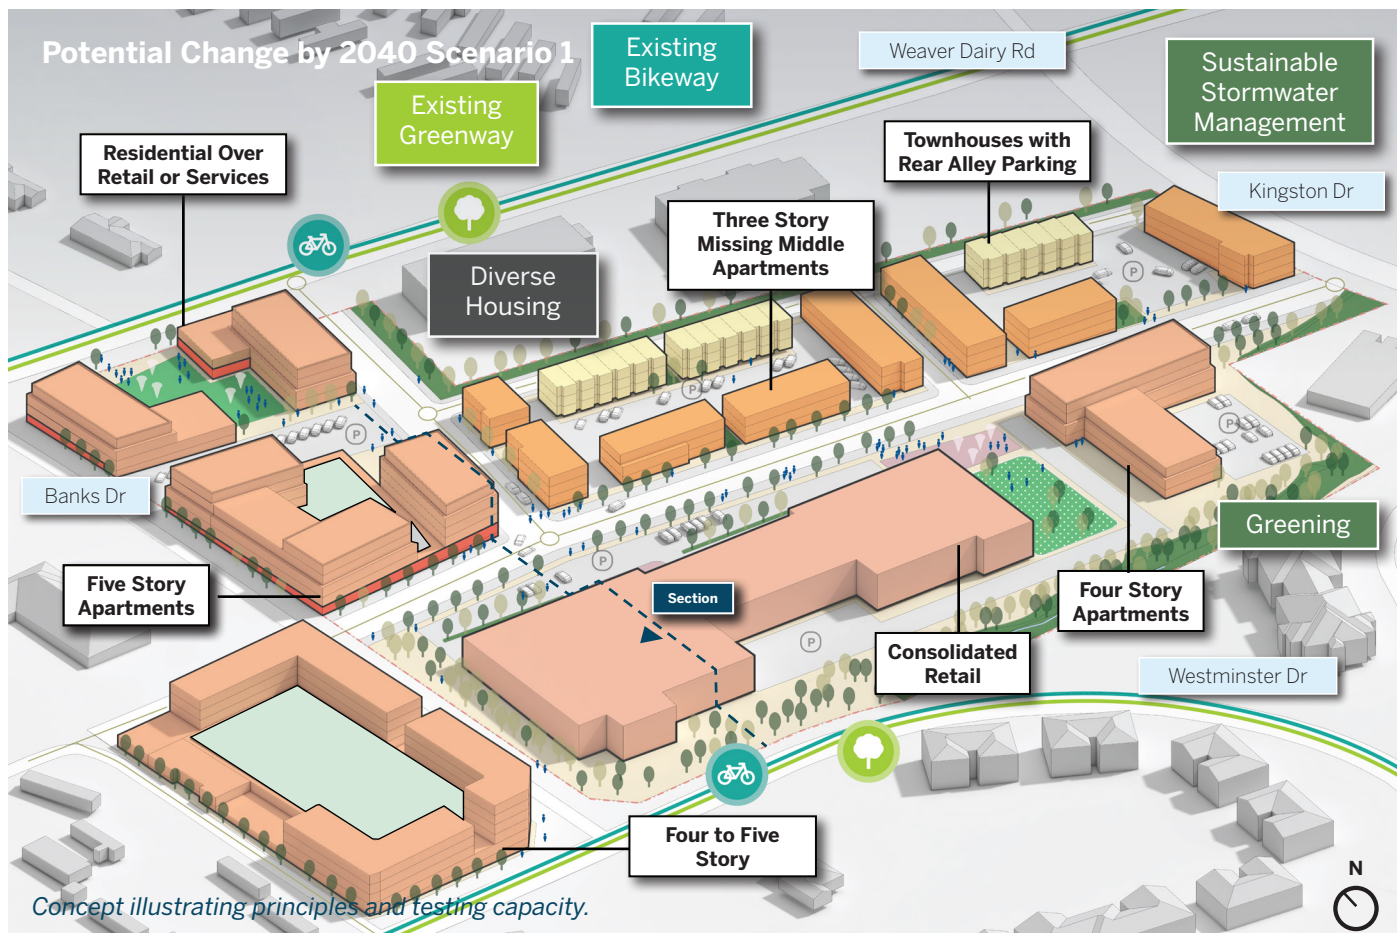 Potential Change by 2040 Scenario 1
Existing
Bikeway
Weaver Dairy Rd
Sustainable
Stormwater
Management
Existing
Greenway
Residential Over
Retail or Services
Townhouses with
Rear Alley Parking
Kingston Dr
Three Story
Missing Middle
Apartments
Diverse
Housing
P
P
P
P
Banks Dr
Greening
P
Five Story
Apartments
Section
Four Story
Apartments
P
Consolidated
Retail
Westminster Dr
Four to Five
Story
N
Concept illustrating principles and testing capacity.